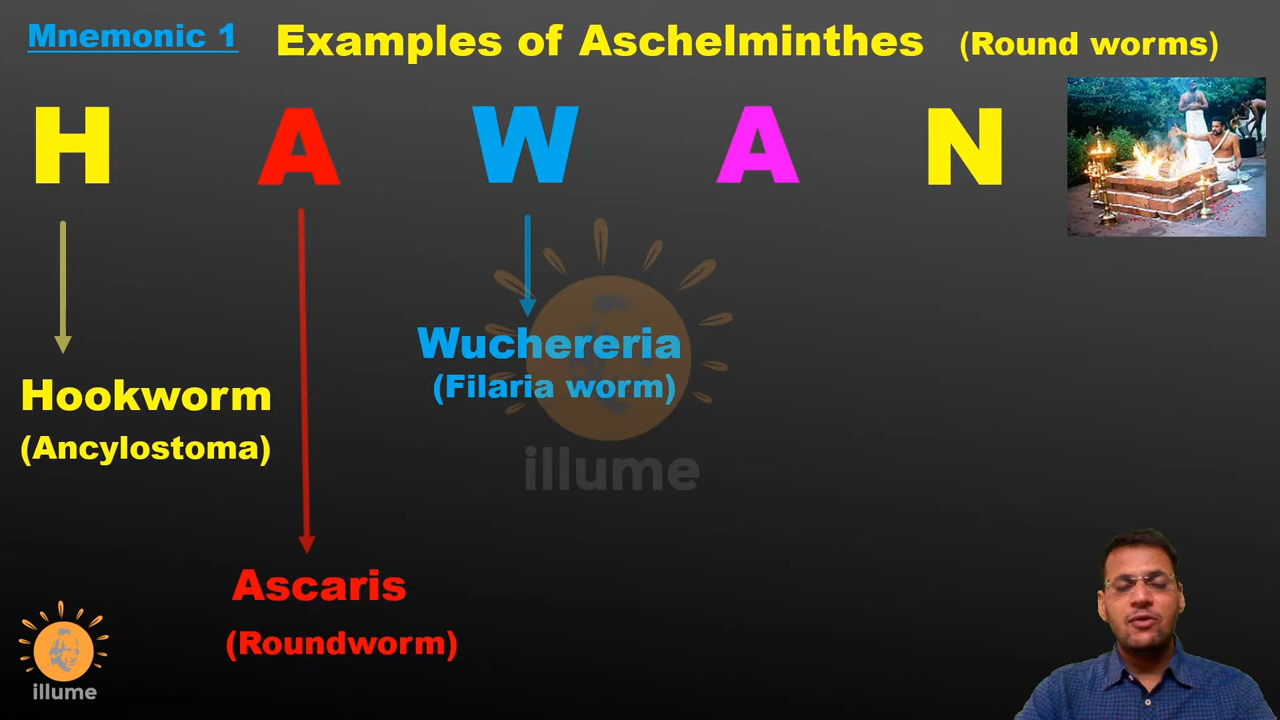 Mnemonic 1
Examples of Aschelminthes (Round worms)
H A W A N
Wuchereria
(Filaria worm)
Hookworm
(Ancylostoma)
illume
Ascaris
(Roundworm)
illume